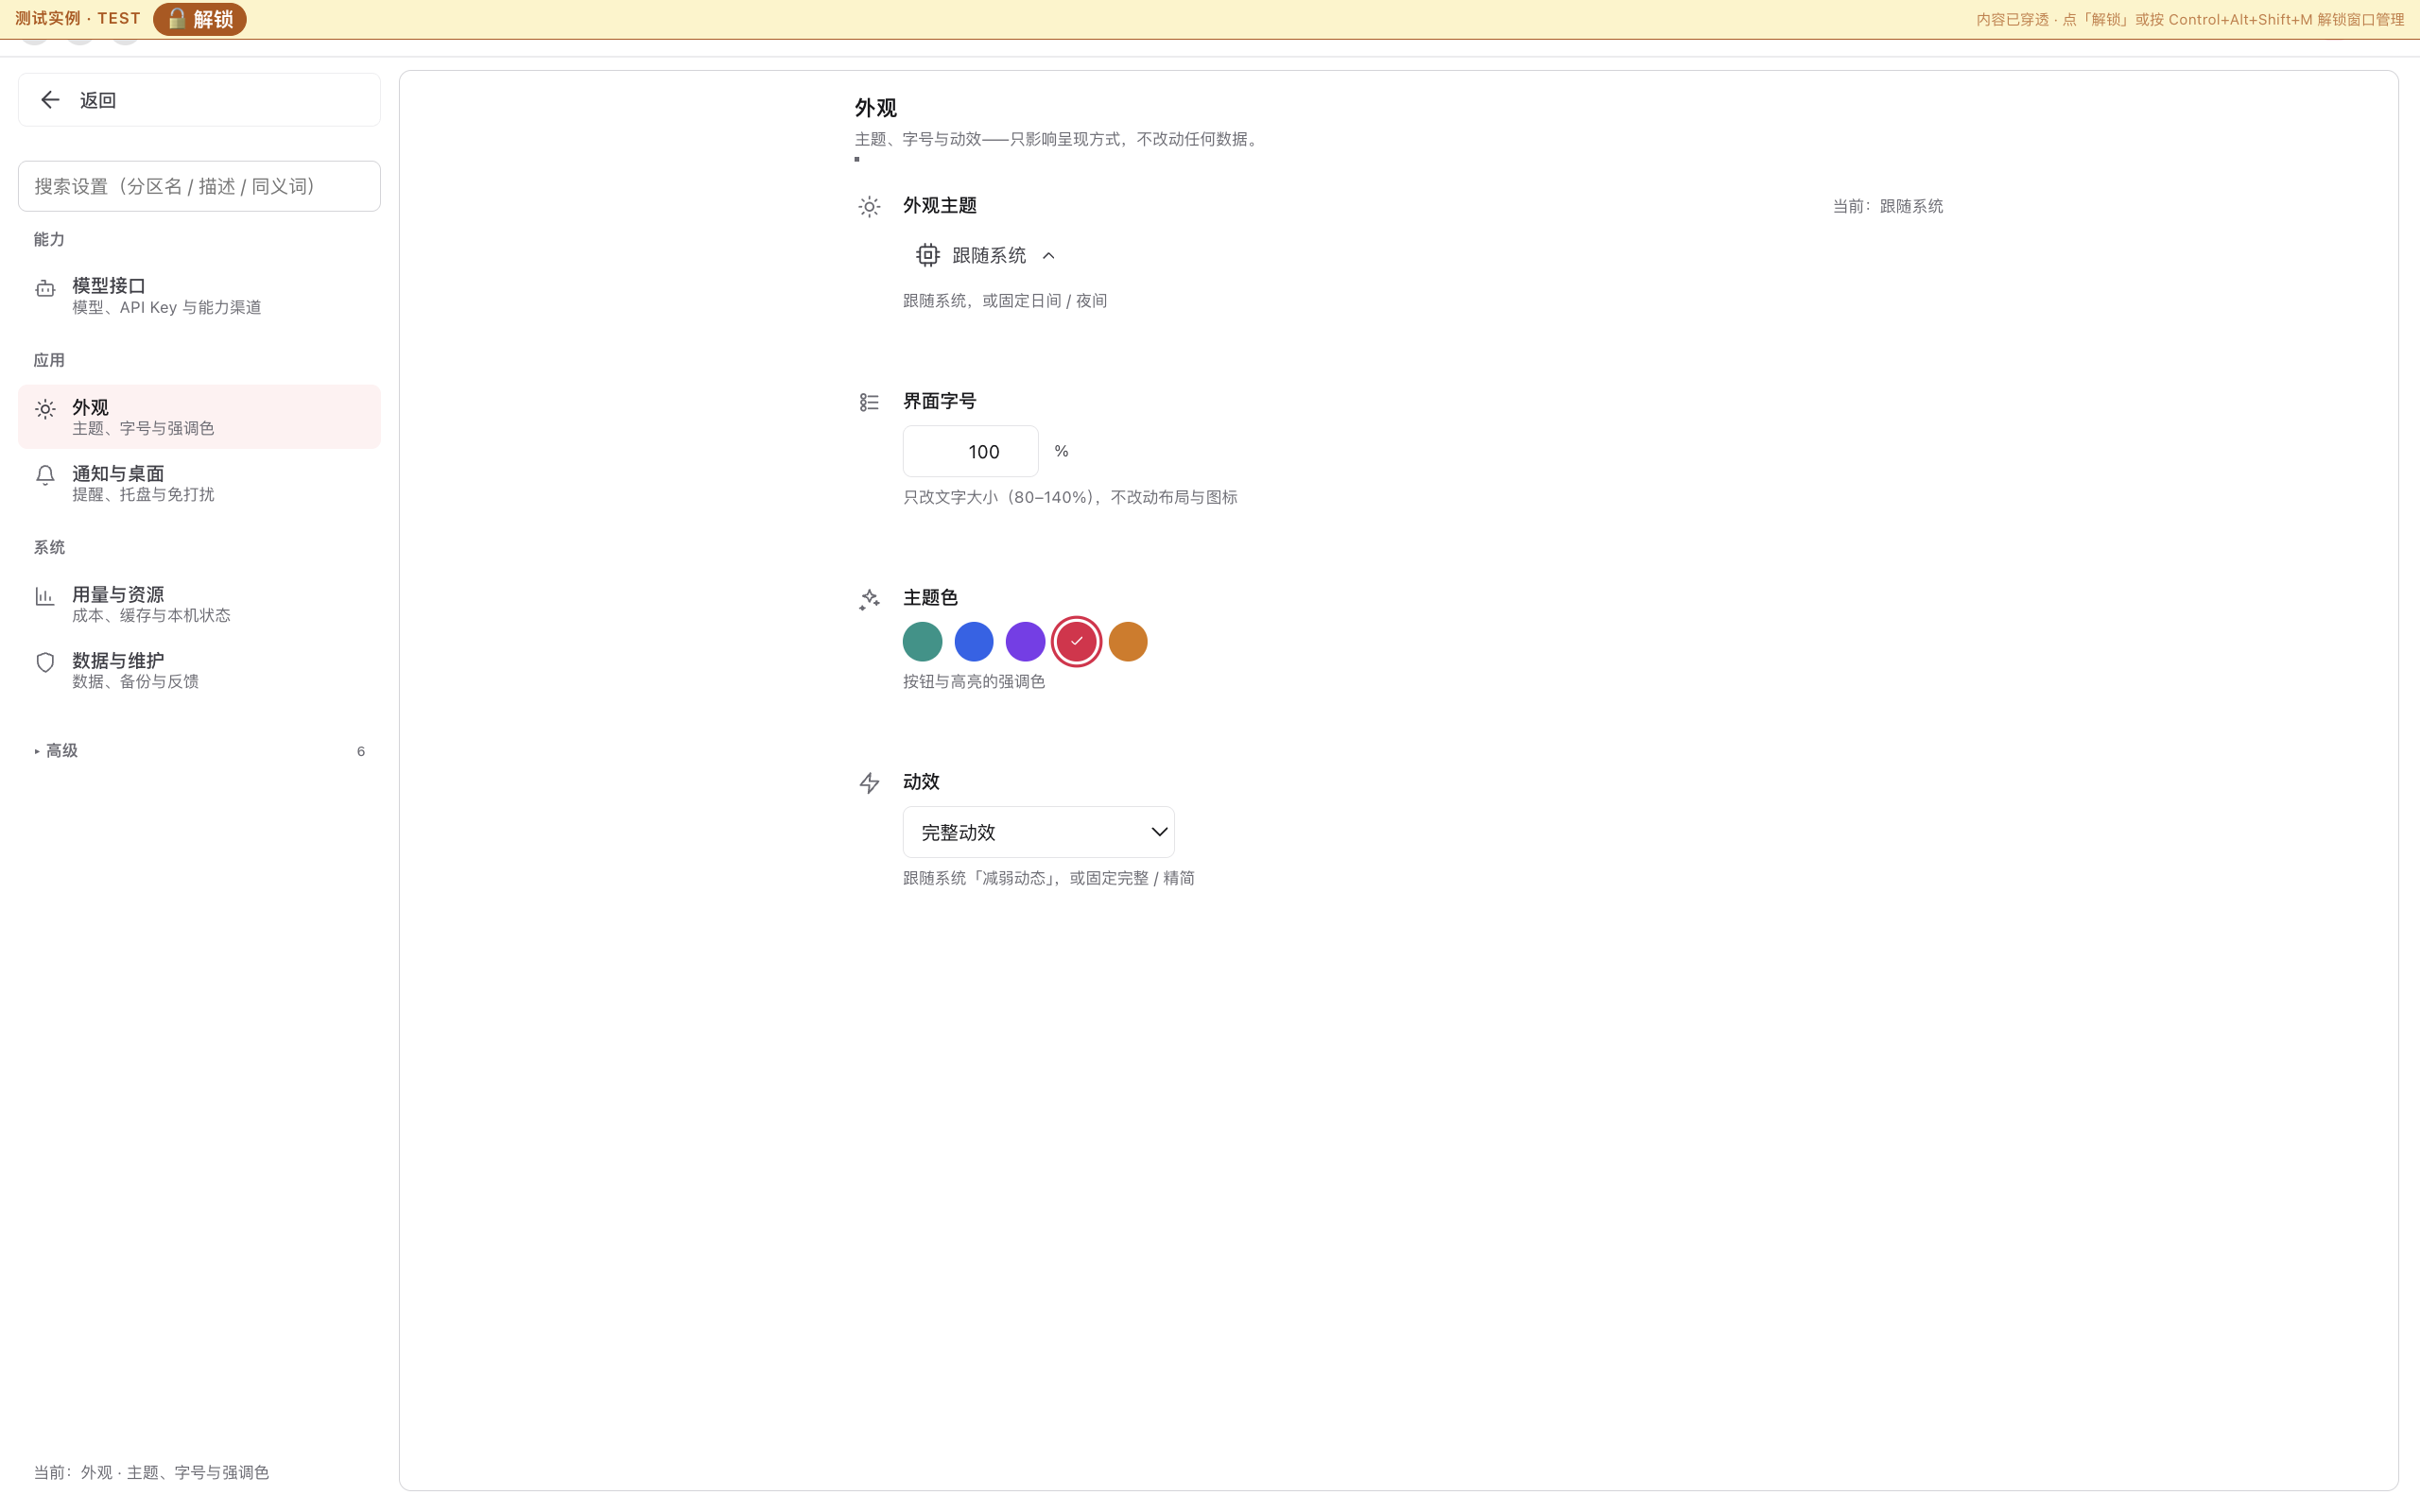 测试实例 · TEST
🔓 解锁
内容已穿透 · 点「解锁」或按 Control+Alt+Shift+M 解锁窗口管理
返回
搜索设置（分区名 / 描述 / 同义词）
能力
模型接口
模型、API Key 与能力渠道
应用
外观
主题、字号与强调色
通知与桌面
提醒、托盘与免打扰
系统
用量与资源
成本、缓存与本机状态
数据与维护
数据、备份与反馈
高级
6
当前：外观 · 主题、字号与强调色
外观
主题、字号与动效——只影响呈现方式，不改动任何数据。
外观主题
当前：跟随系统
跟随系统
跟随系统，或固定日间 / 夜间
界面字号
100 %
只改文字大小（80–140%），不改动布局与图标
主题色
按钮与高亮的强调色
动效
完整动效
跟随系统「减弱动态」，或固定完整 / 精简